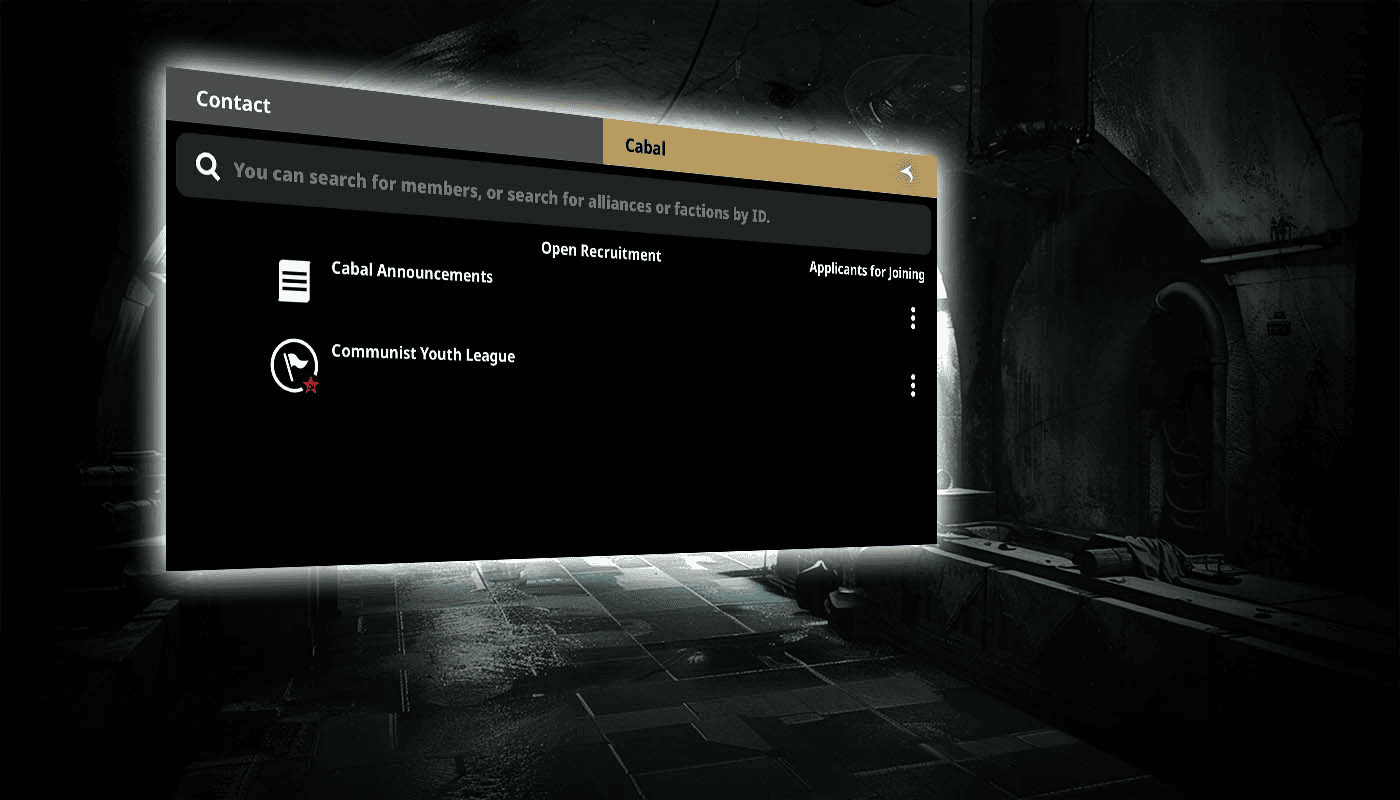 Contact
Cabal
You can search for members, or search for alliances or factions by ID.
Open Recruitment
Applicants for Joining
Cabal Announcements
Communist Youth League